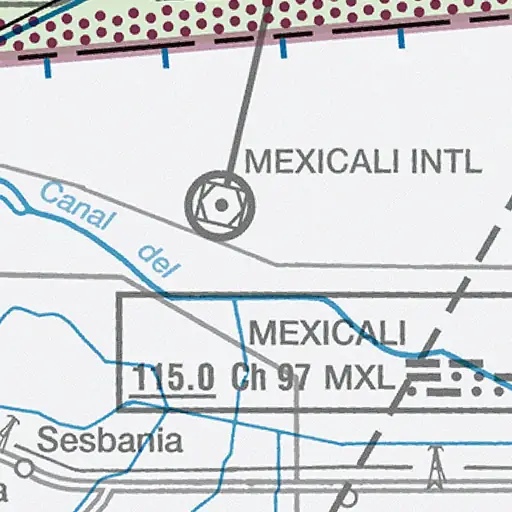 MEXICALI INTL
Canal del
MEXICALI
115.0 Ch 97 MXL
Sesbania
a